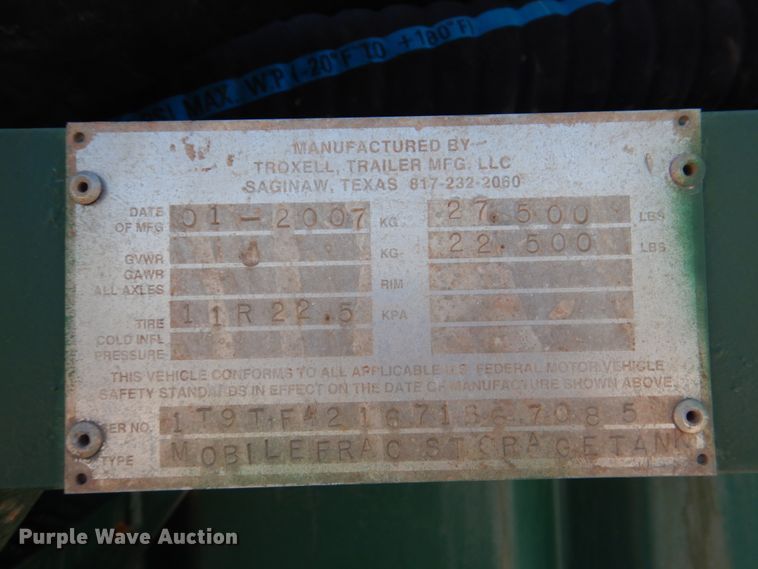 PSI MAX. WP (-20°F TO +180°F)
MANUFACTURED BY
TROXELL, TRAILER MFG. LLC
SAGINAW, TEXAS 817-232-2060
DATE OF MFG 01-2007 KG 27.500 LBS
GVWR KG 22.500 LBS
GAWR
ALL AXLES RIM
TIRE 11R22.5 KPA
COLD INFL
PRESSURE
THIS VEHICLE CONFORMS TO ALL APPLICABLE U.S. FEDERAL MOTOR VEHICLE
SAFETY STANDARDS IN EFFECT ON THE DATE OF MANUFACTURE SHOWN ABOVE.
SER NO.
TYPE MOBILE FRAC STORAGE TANK
Purple Wave Auction